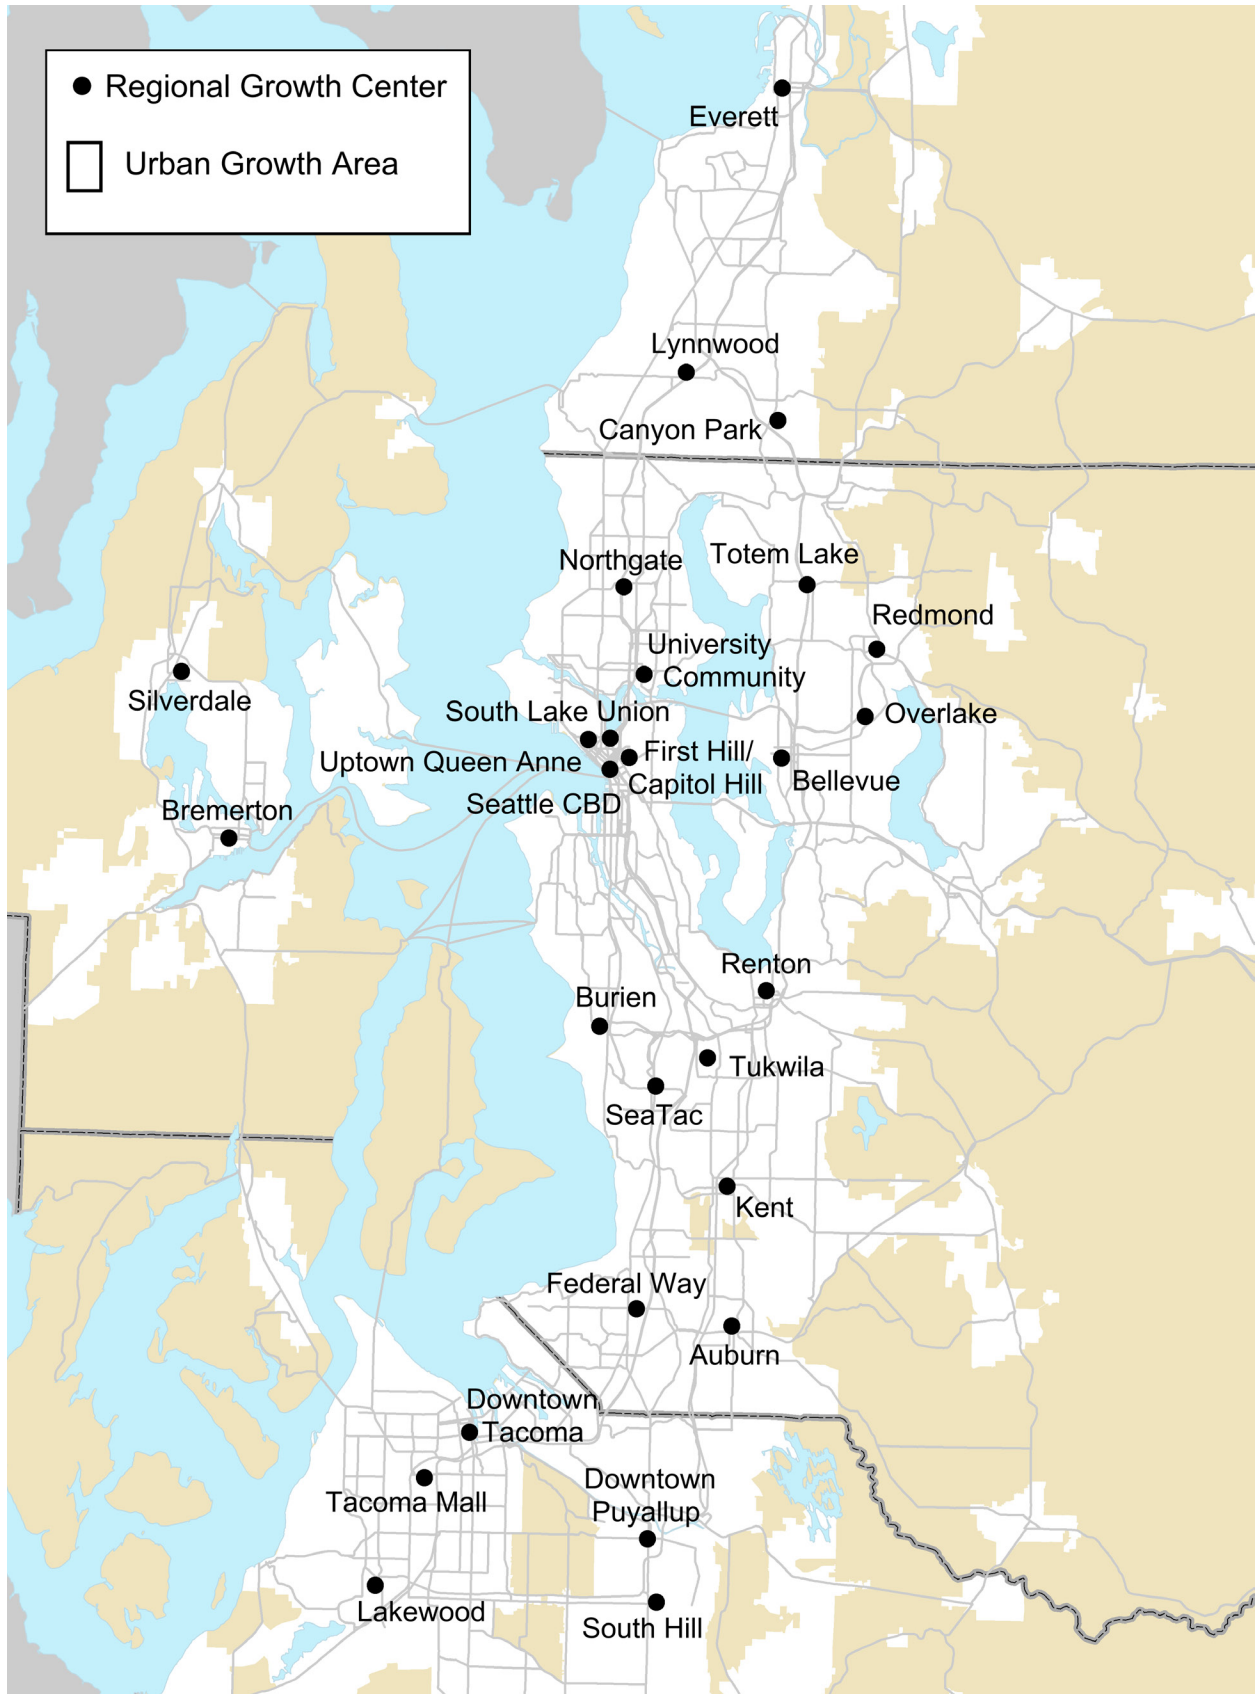 Regional Growth Center
Urban Growth Area
Everett
Lynnwood
Canyon Park
Northgate
Totem Lake
Redmond
University
Community
Silverdale
South Lake Union
Overlake
Uptown Queen Anne
First Hill/
Capitol Hill
Bellevue
Seattle CBD
Bremerton
Renton
Burien
Tukwila
SeaTac
Kent
Federal Way
Auburn
Downtown
Tacoma
Tacoma Mall
Downtown
Puyallup
Lakewood
South Hill